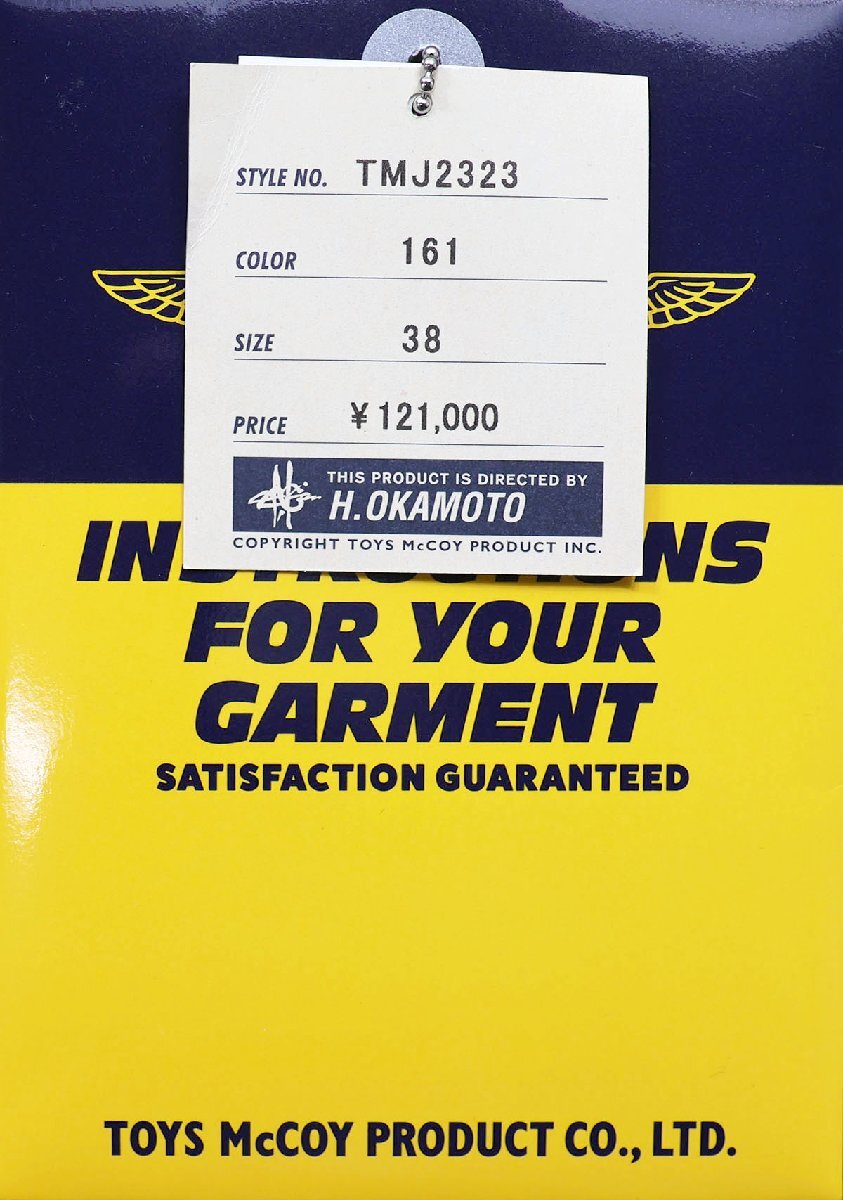 STYLE NO. TMJ2323
COLOR 161
SIZE 38
PRICE ¥121,000
THIS PRODUCT IS DIRECTED BY
H.OKAMOTO
COPYRIGHT TOYS McCOY PRODUCT INC.
INSTRUCTIONS
FOR YOUR
GARMENT
SATISFACTION GUARANTEED
TOYS McCOY PRODUCT CO., LTD.